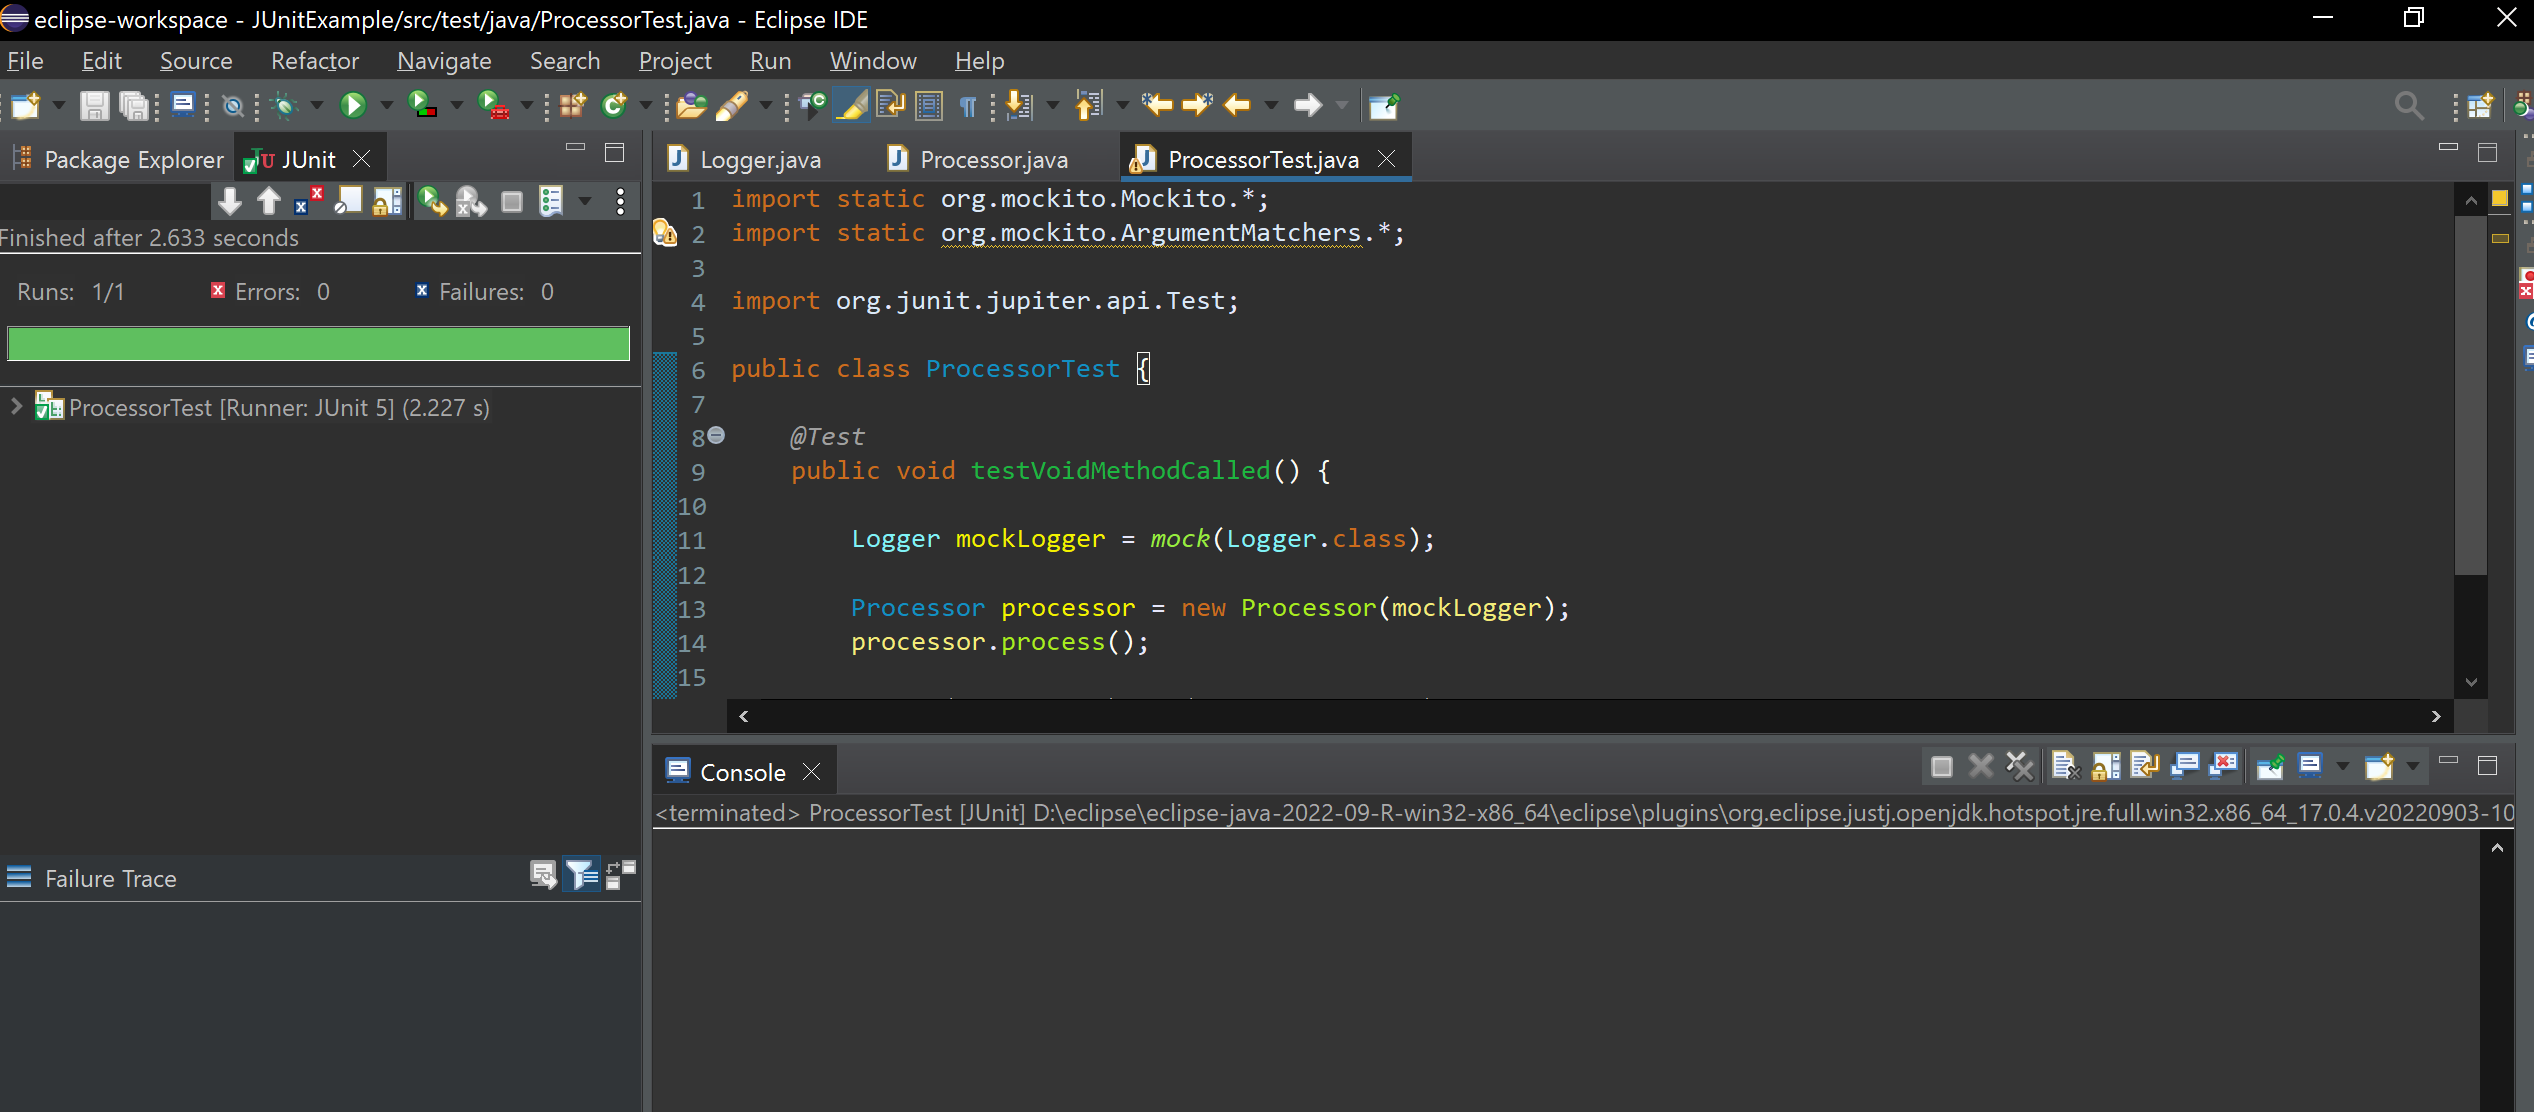 eclipse-workspace - JUnitExample/src/test/java/ProcessorTest.java - Eclipse IDE
File Edit Source Refactor Navigate Search Project Run Window Help
Package Explorer
JUnit
Finished after 2.633 seconds
Runs: 1/1 Errors: 0 Failures: 0
ProcessorTest [Runner: JUnit 5] (2.227 s)
Failure Trace
Logger.java Processor.java ProcessorTest.java
1 import static org.mockito.Mockito.*;
2 import static org.mockito.ArgumentMatchers.*;
3
4 import org.junit.jupiter.api.Test;
5
6 public class ProcessorTest {
7
8 @Test
9 public void testVoidMethodCalled() {
10
11 Logger mockLogger = mock(Logger.class);
12
13 Processor processor = new Processor(mockLogger);
14 processor.process();
15
Console
<terminated> ProcessorTest [JUnit] D:\eclipse\eclipse-java-2022-09-R-win32-x86_64\eclipse\plugins\org.eclipse.justj.openjdk.hotspot.jre.full.win32.x86_64_17.0.4.v20220903-10